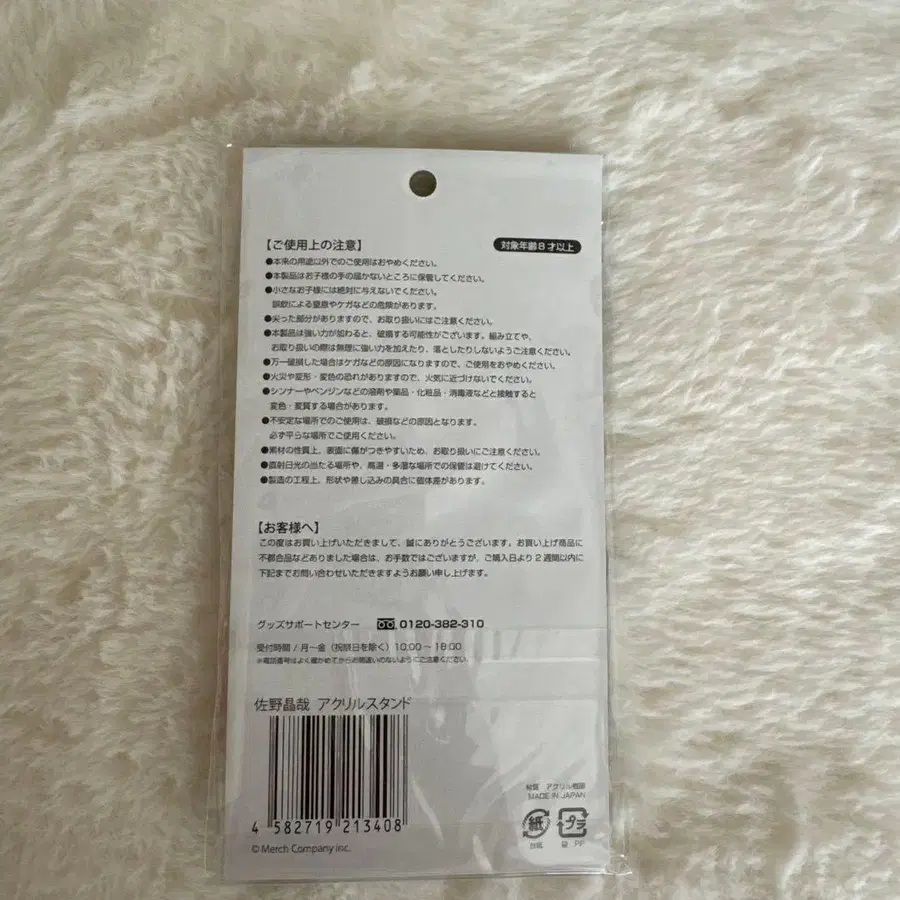 【ご使用上の注意】
対象年齢8才以上
●本来の用途以外でのご使用はおやめください。
●本製品はお子様の手の届かないところに保管してください。
●小さなお子様には絶対に与えないでください。
誤飲による窒息やケガなどの危険があります。
●尖った部分がありますので、お取り扱いにはご注意ください。
●本製品は強い力が加わると、破損する可能性がございます。組み立てや、
お取り扱いの際は無理に強い力を加えたり、落としたりしないようご注意ください。
●万一破損した場合はケガなどの原因になりますので、ご使用をおやめください。
●火災や変形・変色の恐れがありますので、火気に近づけないでください。
●シンナーやベンジンなどの溶剤や薬品・化粧品・消毒液などと接触すると
変色・変質する場合があります。
●不安定な場所でのご使用は、破損などの原因となります。
必ず平らな場所でご使用ください。
●素材の性質上、表面に傷がつきやすいため、お取り扱いにご注意ください。
●直射日光の当たる場所や、高温・多湿な場所での保管は避けてください。
●製造の工程上、形状や差し込みの具合に個体差があります。
【お客様へ】
この度はお買い上げいただきまして、誠にありがとうございます。お買い上げ商品に
不都合品などありました場合は、お手数ではございますが、ご購入日より2週間以内に
下記までお問い合わせいただきますようお願い申し上げます。
グッズサポートセンター 0120-382-310
受付時間 / 月〜金(祝祭日を除く) 10:00〜18:00
※電話番号はよく確かめてからお間違いのないようにご注意ください。
佐野晶哉 アクリルスタンド
4 582719 213408
© Merch Company Inc.
材質 アクリル樹脂
MADE IN JAPAN
紙 プラ
台紙 袋 PP